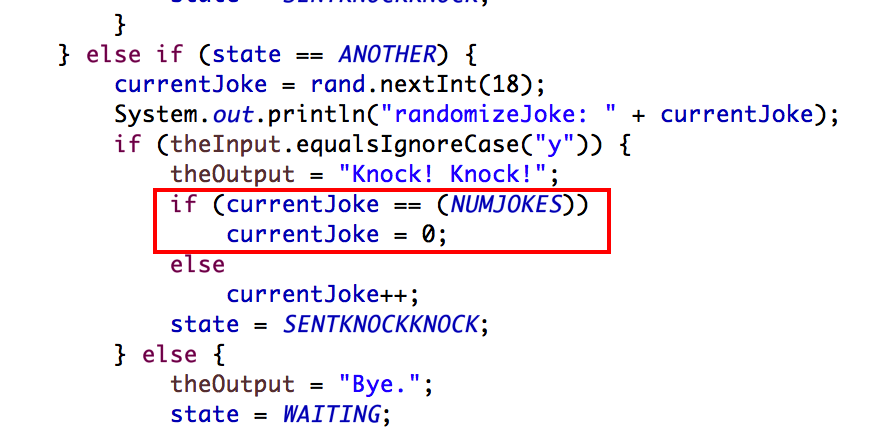 state = SENTKNOCKKNOCK;
}
} else if (state == ANOTHER) {
currentJoke = rand.nextInt(18);
System.out.println("randomizeJoke: " + currentJoke);
if (theInput.equalsIgnoreCase("y")) {
theOutput = "Knock! Knock!";
if (currentJoke == (NUMJOKES))
currentJoke = 0;
else
currentJoke++;
state = SENTKNOCKKNOCK;
} else {
theOutput = "Bye.";
state = WAITING;